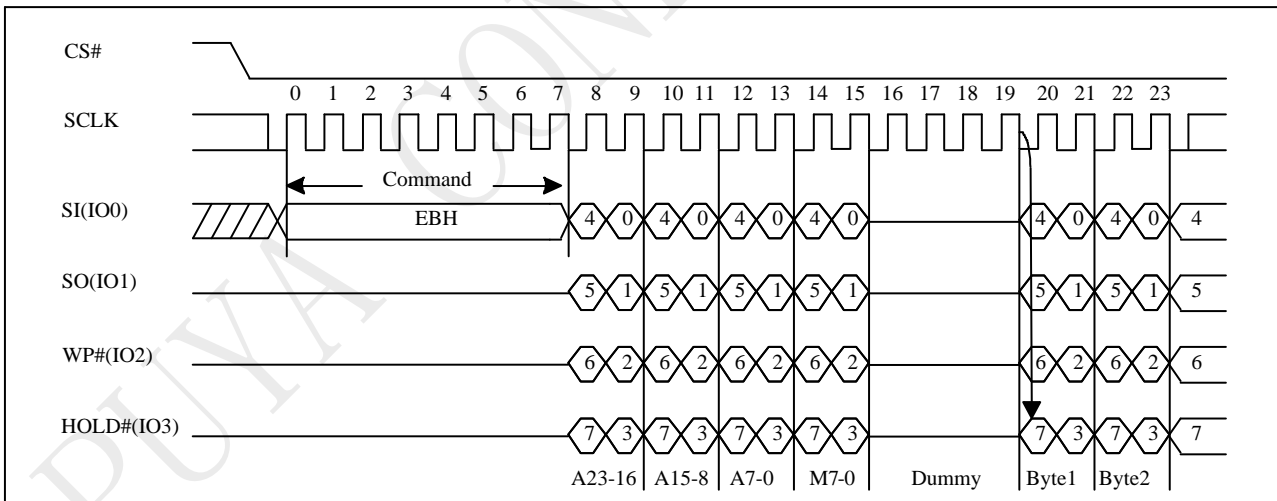 CS#
0 1 2 3 4 5 6 7 8 9 10 11 12 13 14 15 16 17 18 19 20 21 22 23
SCLK
Command
SI(IO0) EBH 4 0 4 0 4 0 4 0 4 0 4 0 4
SO(IO1) 5 1 5 1 5 1 5 1 5 1 5 1 5
WP#(IO2) 6 2 6 2 6 2 6 2 6 2 6 2 6
HOLD#(IO3) 7 3 7 3 7 3 7 3 7 3 7 3 7
A23-16 A15-8 A7-0 M7-0 Dummy Byte1 Byte2
PUYA CON